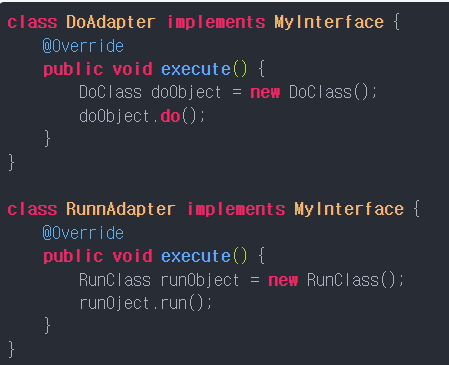 class DoAdapter implements MyInterface {
    @Override
    public void execute() {
        DoClass doObject = new DoClass();
        doObject.do();
    }
}

class RunnAdapter implements MyInterface {
    @Override
    public void execute() {
        RunClass runObject = new RunClass();
        runOject.run();
    }
}